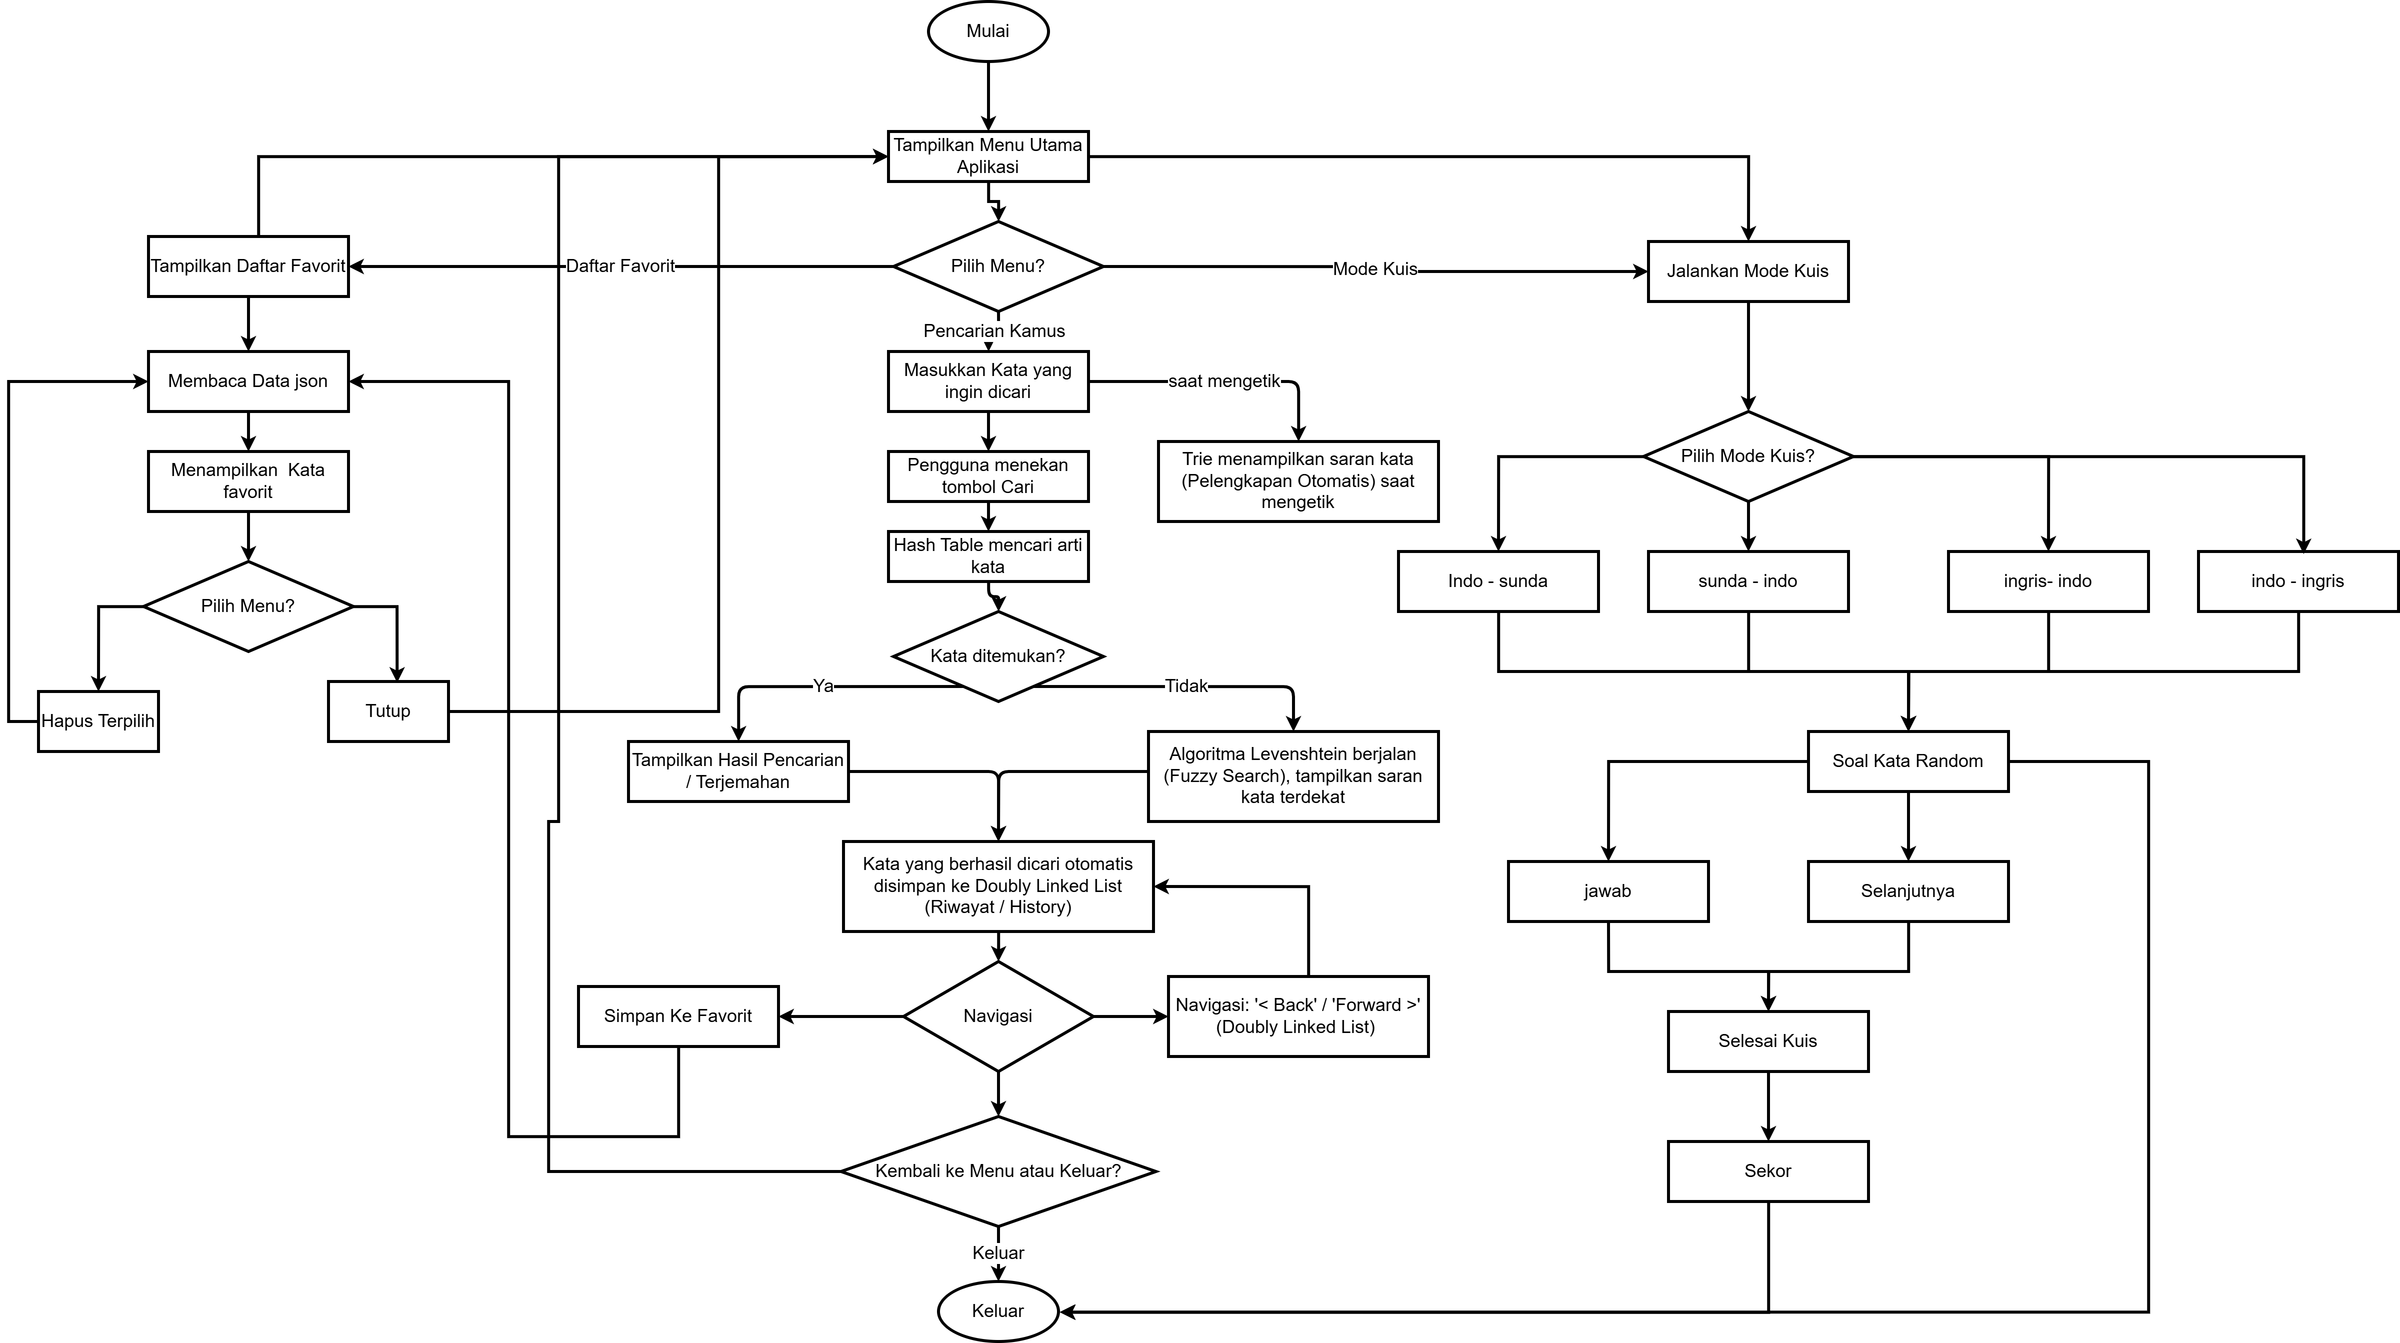 Mulai
Tampilkan Menu Utama
Aplikasi
Tampilkan Daftar Favorit
Daftar Favorit
Pilih Menu?
Mode Kuis
Jalankan Mode Kuis
Pencarian Kamus
Membaca Data json
Masukkan Kata yang
ingin dicari
saat mengetik
Menampilkan  Kata
favorit
Pengguna menekan
tombol Cari
Trie menampilkan saran kata
(Pelengkapan Otomatis) saat
mengetik
Pilih Mode Kuis?
Hash Table mencari arti
kata
Indo - sunda
sunda - indo
ingris- indo
indo - ingris
Pilih Menu?
Kata ditemukan?
Ya
Tidak
Hapus Terpilih
Tutup
Tampilkan Hasil Pencarian
/ Terjemahan
Algoritma Levenshtein berjalan
(Fuzzy Search), tampilkan saran
kata terdekat
Soal Kata Random
Kata yang berhasil dicari otomatis
disimpan ke Doubly Linked List
(Riwayat / History)
jawab
Selanjutnya
Simpan Ke Favorit
Navigasi
Navigasi: '< Back' / 'Forward >'
(Doubly Linked List)
Selesai Kuis
Kembali ke Menu atau Keluar?
Sekor
Keluar
Keluar